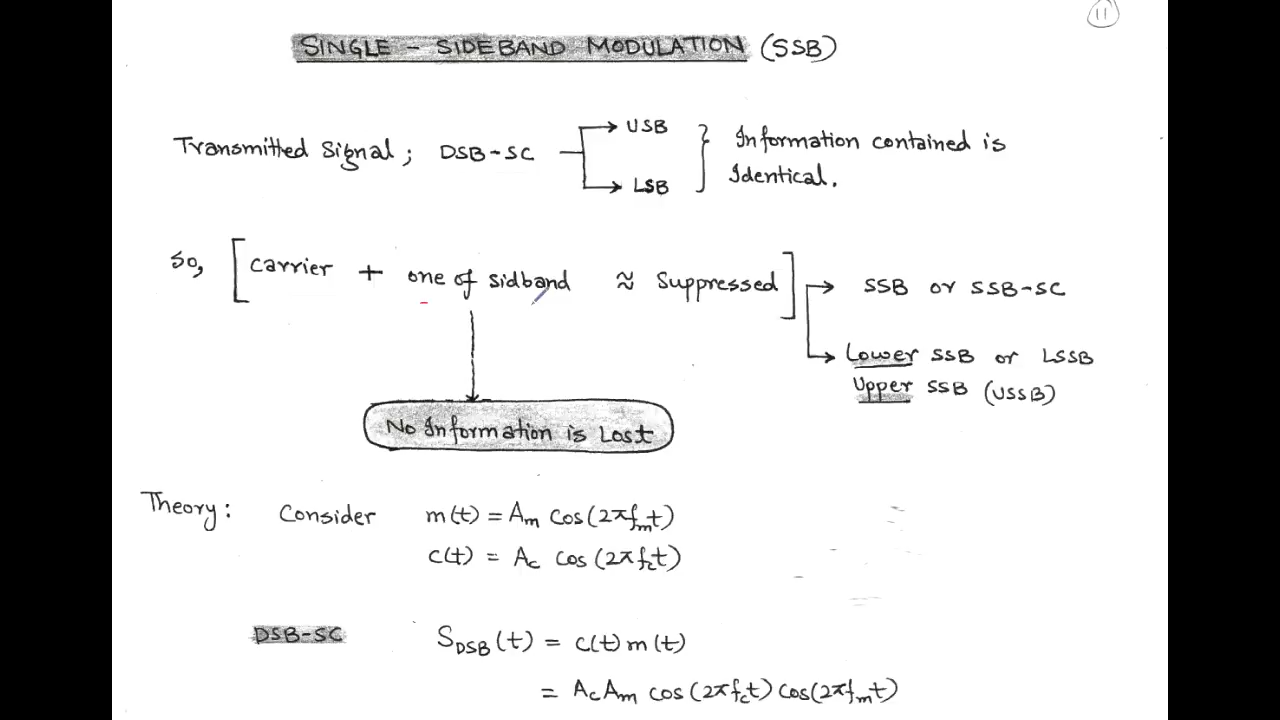 11
SINGLE - SIDEBAND MODULATION (SSB)
Transmitted Signal; DSB-SC → USB → LSB } Information contained is Identical.
So, [carrier + one of sidband ≈ suppressed] → SSB or SSB-SC
→ Lower SSB or LSSB
Upper SSB (USSB)
No Information is Lost
Theory: Consider m(t) = Am cos(2πfmt)
c(t) = Ac cos(2πfct)
DSB-SC SDSB(t) = c(t) m(t)
= AcAm cos(2πfct) cos(2πfmt)